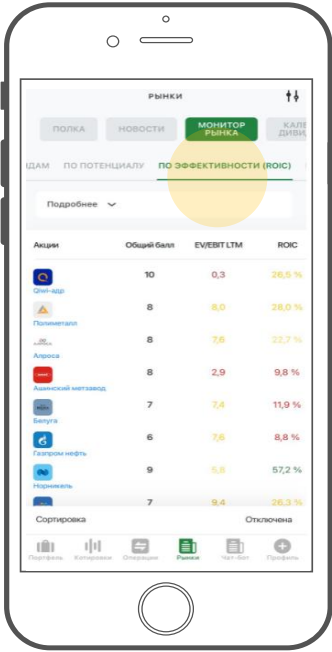 РЫНКИ
ПОЛКА НОВОСТИ МОНИТОР РЫНКА КАЛЕ ДИВИ
ДАМ ПО ПОТЕНЦИАЛУ ПО ЭФФЕКТИВНОСТИ (ROIC)
Подробнее
Акции Общий балл EV/EBIT LTM ROIC
10 0,3 26,5 %
Qiwi-адр
8 8,0 28,0 %
Полиметалл
8 7,6 22,7 %
Алроса
8 2,9 9,8 %
Ашинский метзавод
7 7,4 11,9 %
Белуга
6 7,6 8,8 %
Газпром нефть
9 5,8 57,2 %
Норникель
7 9,4 26,3 %
Сортировка Отключена
Портфель Котировки Операции Рынки Чат-бот Профиль